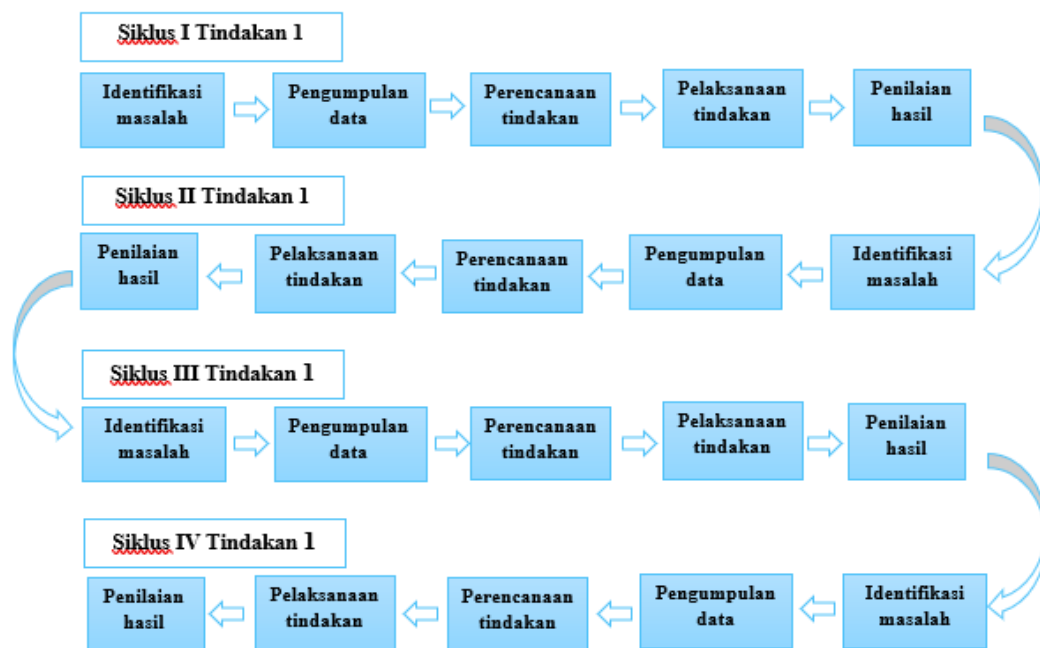 Siklus I Tindakan 1
Identifikasi
masalah
Pengumpulan
data
Perencanaan
tindakan
Pelaksanaan
tindakan
Penilaian
hasil
Siklus II Tindakan 1
Penilaian
hasil
Pelaksanaan
tindakan
Perencanaan
tindakan
Pengumpulan
data
Identifikasi
masalah
Siklus III Tindakan 1
Identifikasi
masalah
Pengumpulan
data
Perencanaan
tindakan
Pelaksanaan
tindakan
Penilaian
hasil
Siklus IV Tindakan 1
Penilaian
hasil
Pelaksanaan
tindakan
Perencanaan
tindakan
Pengumpulan
data
Identifikasi
masalah